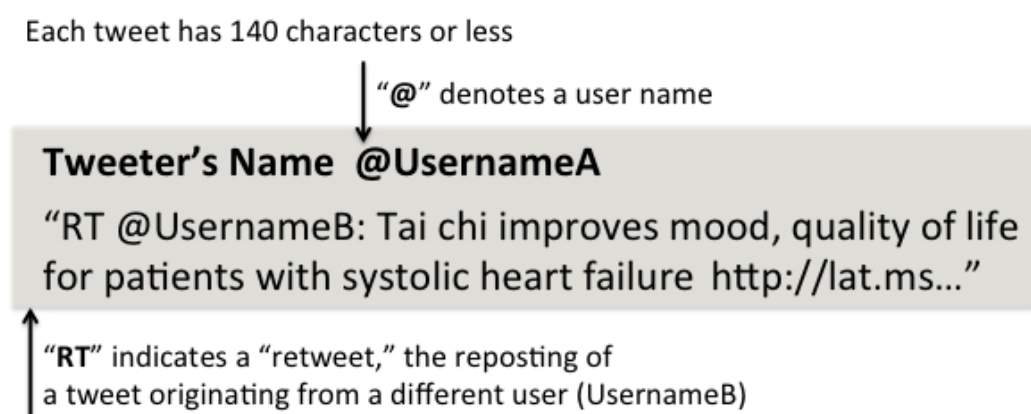 Each tweet has 140 characters or less
“@” denotes a user name
Tweeter’s Name @UsernameA
“RT @UsernameB: Tai chi improves mood, quality of life
for patients with systolic heart failure http://lat.ms…”
“RT” indicates a “retweet,” the reposting of
a tweet originating from a different user (UsernameB)